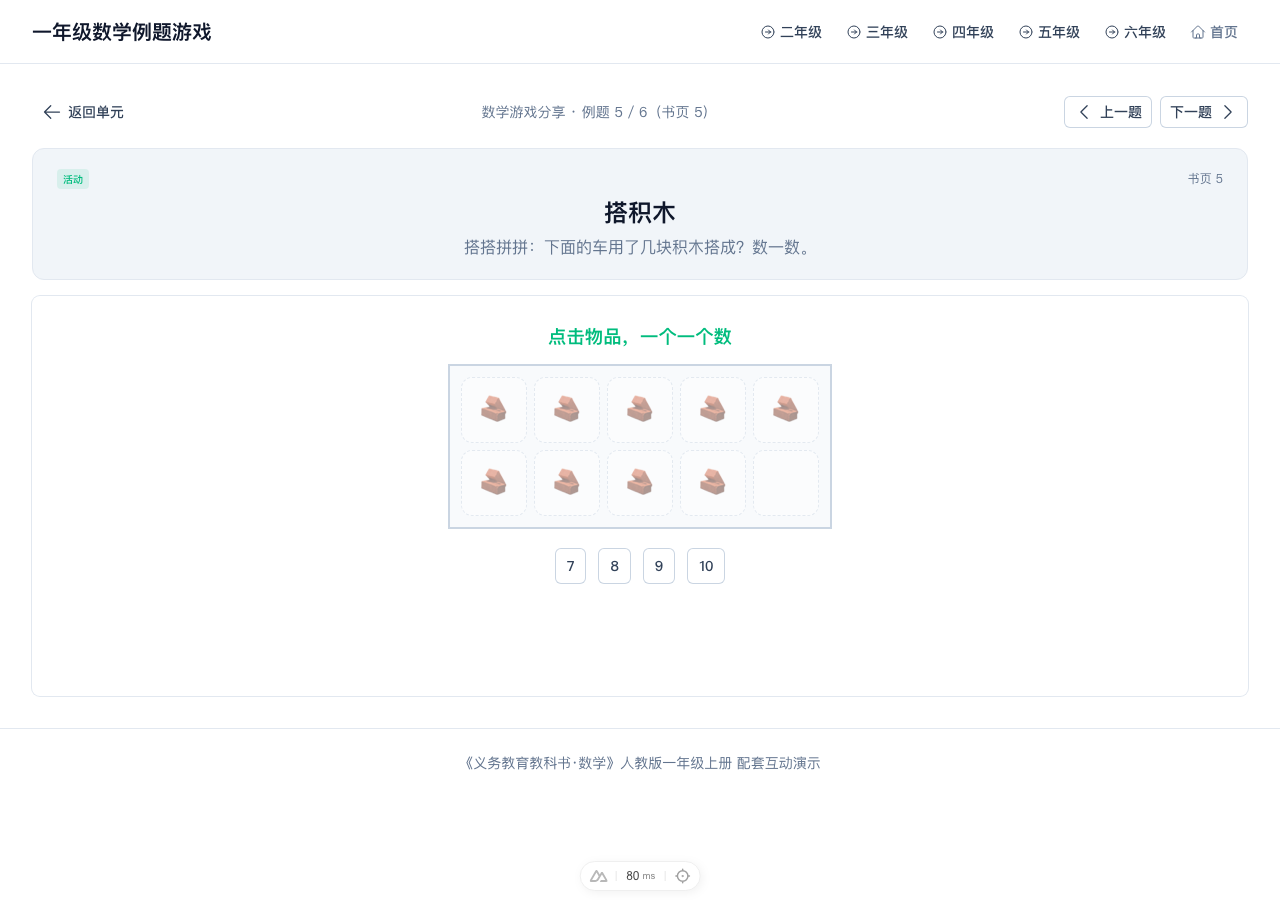 一年级数学例题游戏
二年级
三年级
四年级
五年级
六年级
首页
返回单元
数学游戏分享 · 例题 5 / 6（书页 5）
上一题
下一题
活动
书页 5
搭积木
搭搭拼拼：下面的车用了几块积木搭成？数一数。
点击物品，一个一个数
7
8
9
10
《义务教育教科书·数学》人教版一年级上册 配套互动演示
80 ms